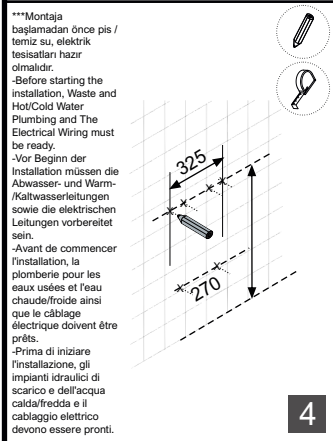 ***Montaja
başlamadan önce pis /
temiz su, elektrik
tesisatları hazır
olmalıdır.
-Before starting the
installation, Waste and
Hot/Cold Water
Plumbing and The
Electrical Wiring must
be ready.
-Vor Beginn der
Installation müssen die
Abwasser- und Warm-
/Kaltwasserleitungen
sowie die elektrischen
Leitungen vorbereitet
sein.
-Avant de commencer
l'installation, la
plomberie pour les
eaux usées et l'eau
chaude/froide ainsi
que le câblage
électrique doivent être
prêts.
-Prima di iniziare
l'installazione, gli
impianti idraulici di
scarico e dell'acqua
calda/fredda e il
cablaggio elettrico
devono essere pronti.
325
270
4